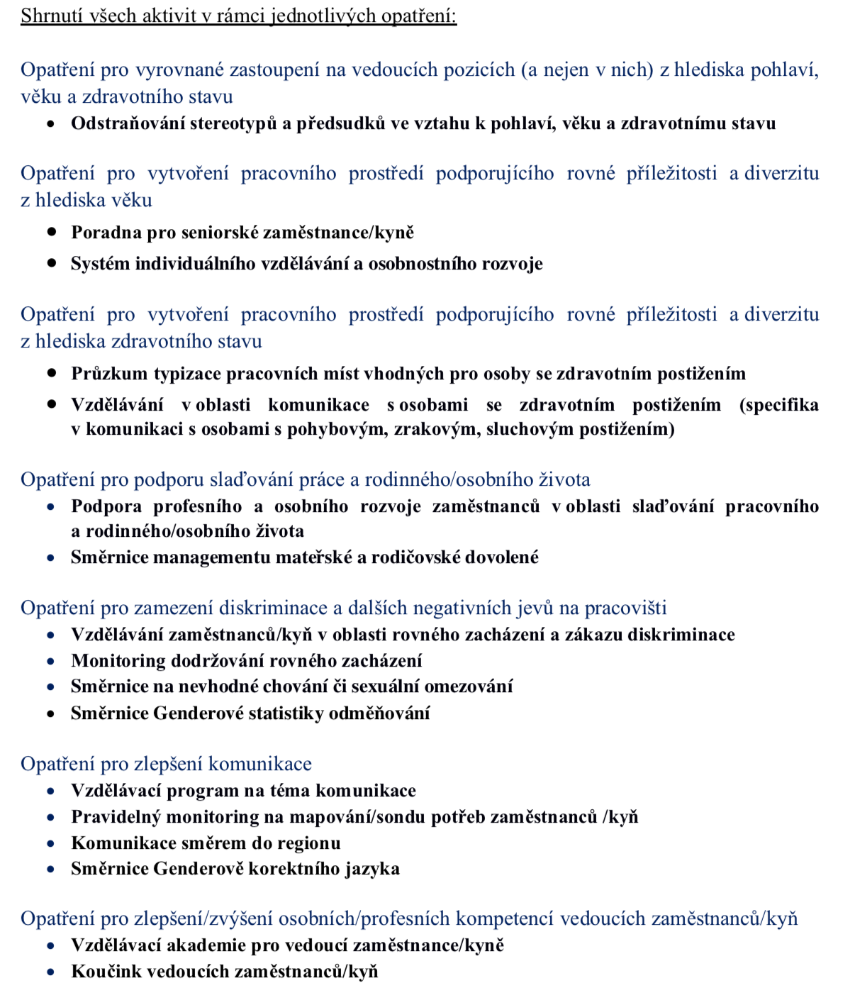 Shrnutí všech aktivit v rámci jednotlivých opatření:
Opatření pro vyrovnané zastoupení na vedoucích pozicích (a nejen v nich) z hlediska pohlaví,
věku a zdravotního stavu
• Odstraňování stereotypů a předsudků ve vztahu k pohlaví, věku a zdravotnímu stavu
Opatření pro vytvoření pracovního prostředí podporujícího rovné příležitosti a diverzitu
z hlediska věku
• Poradna pro seniorské zaměstnance/kyně
• Systém individuálního vzdělávání a osobnostního rozvoje
Opatření pro vytvoření pracovního prostředí podporujícího rovné příležitosti a diverzitu
z hlediska zdravotního stavu
• Průzkum typizace pracovních míst vhodných pro osoby se zdravotním postižením
• Vzdělávání v oblasti komunikace s osobami se zdravotním postižením (specifika
v komunikaci s osobami s pohybovým, zrakovým, sluchovým postižením)
Opatření pro podporu slaďování práce a rodinného/osobního života
• Podpora profesního a osobního rozvoje zaměstnanců v oblasti slaďování pracovního
a rodinného/osobního života
• Směrnice managementu mateřské a rodičovské dovolené
Opatření pro zamezení diskriminace a dalších negativních jevů na pracovišti
• Vzdělávání zaměstnanců/kyň v oblasti rovného zacházení a zákazu diskriminace
• Monitoring dodržování rovného zacházení
• Směrnice na nevhodné chování či sexuální omezování
• Směrnice Genderové statistiky odměňování
Opatření pro zlepšení komunikace
• Vzdělávací program na téma komunikace
• Pravidelný monitoring na mapování/sondu potřeb zaměstnanců /kyň
• Komunikace směrem do regionu
• Směrnice Genderově korektního jazyka
Opatření pro zlepšení/zvýšení osobních/profesních kompetencí vedoucích zaměstnanců/kyň
• Vzdělávací akademie pro vedoucí zaměstnance/kyně
• Koučink vedoucích zaměstnanců/kyň